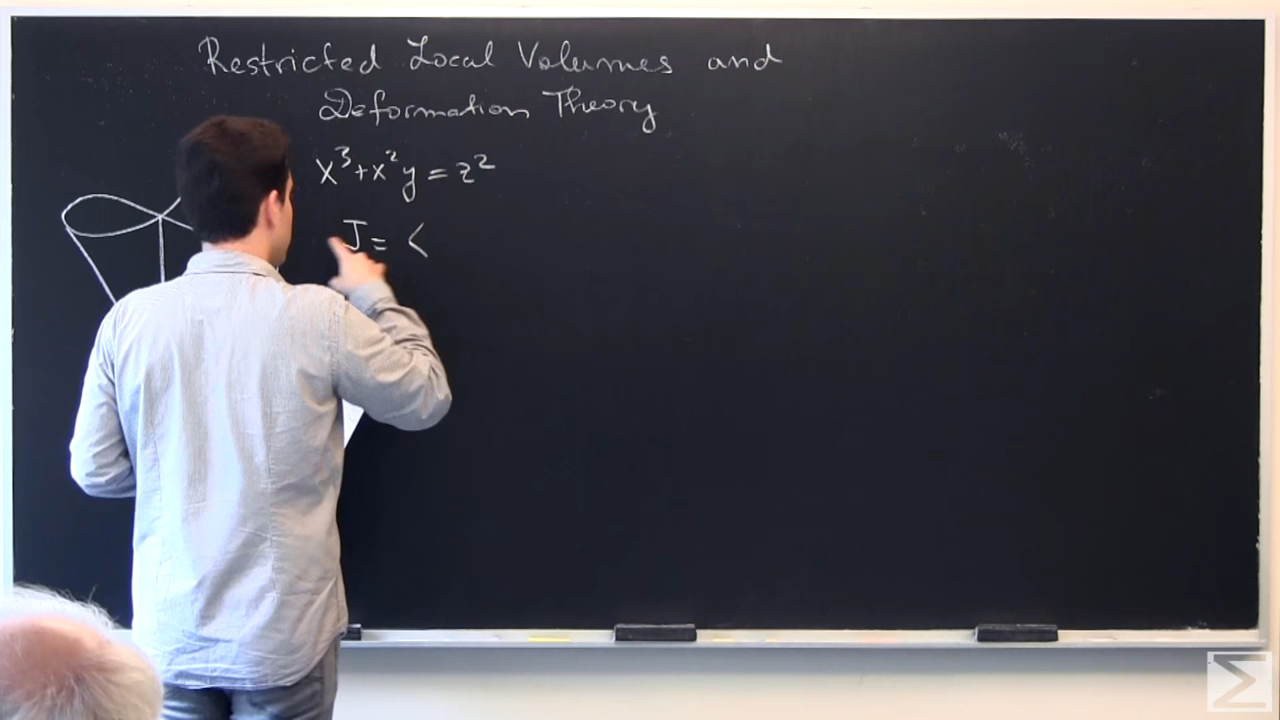 Restricted Local Volumes and
Deformation Theory
x³+x²y=z²
J= <
Σ